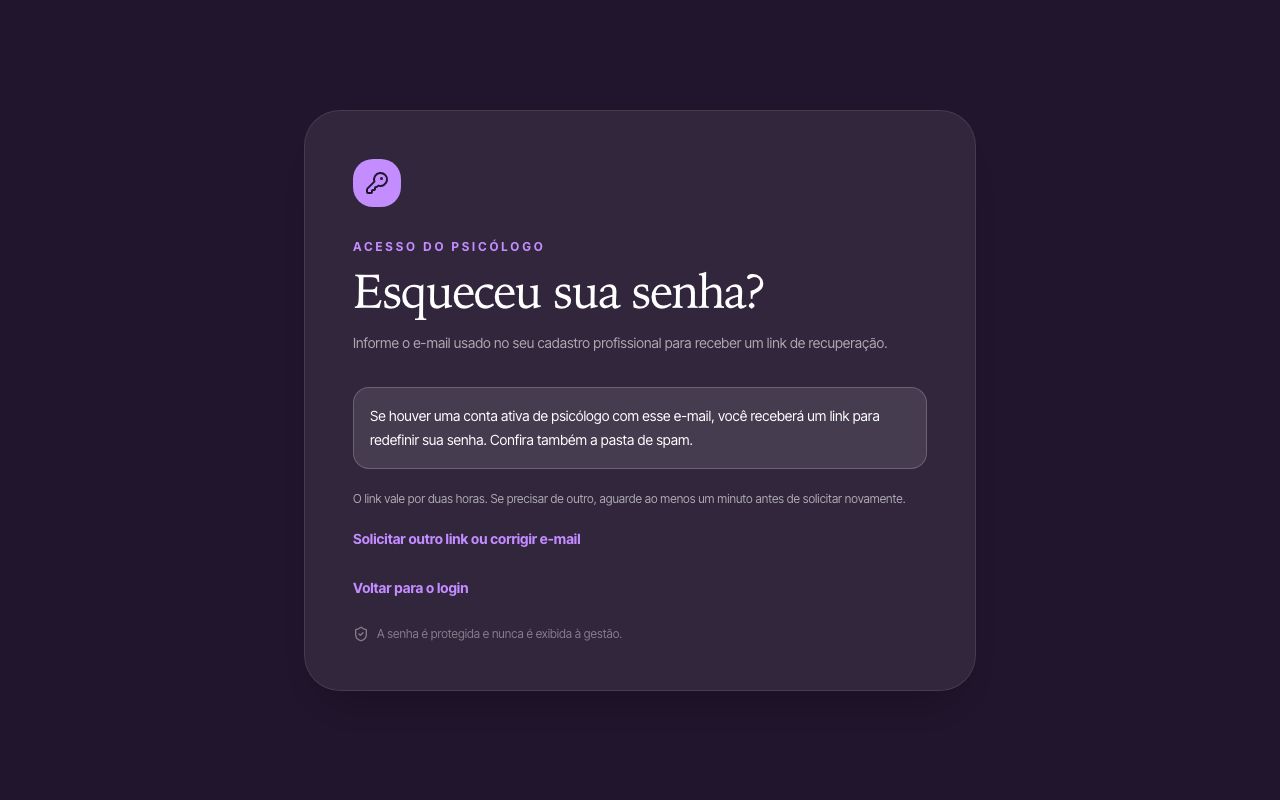 ACESSO DO PSICÓLOGO
Esqueceu sua senha?
Informe o e-mail usado no seu cadastro profissional para receber um link de recuperação.
Se houver uma conta ativa de psicólogo com esse e-mail, você receberá um link para
redefinir sua senha. Confira também a pasta de spam.
O link vale por duas horas. Se precisar de outro, aguarde ao menos um minuto antes de solicitar novamente.
Solicitar outro link ou corrigir e-mail
Voltar para o login
A senha é protegida e nunca é exibida à gestão.